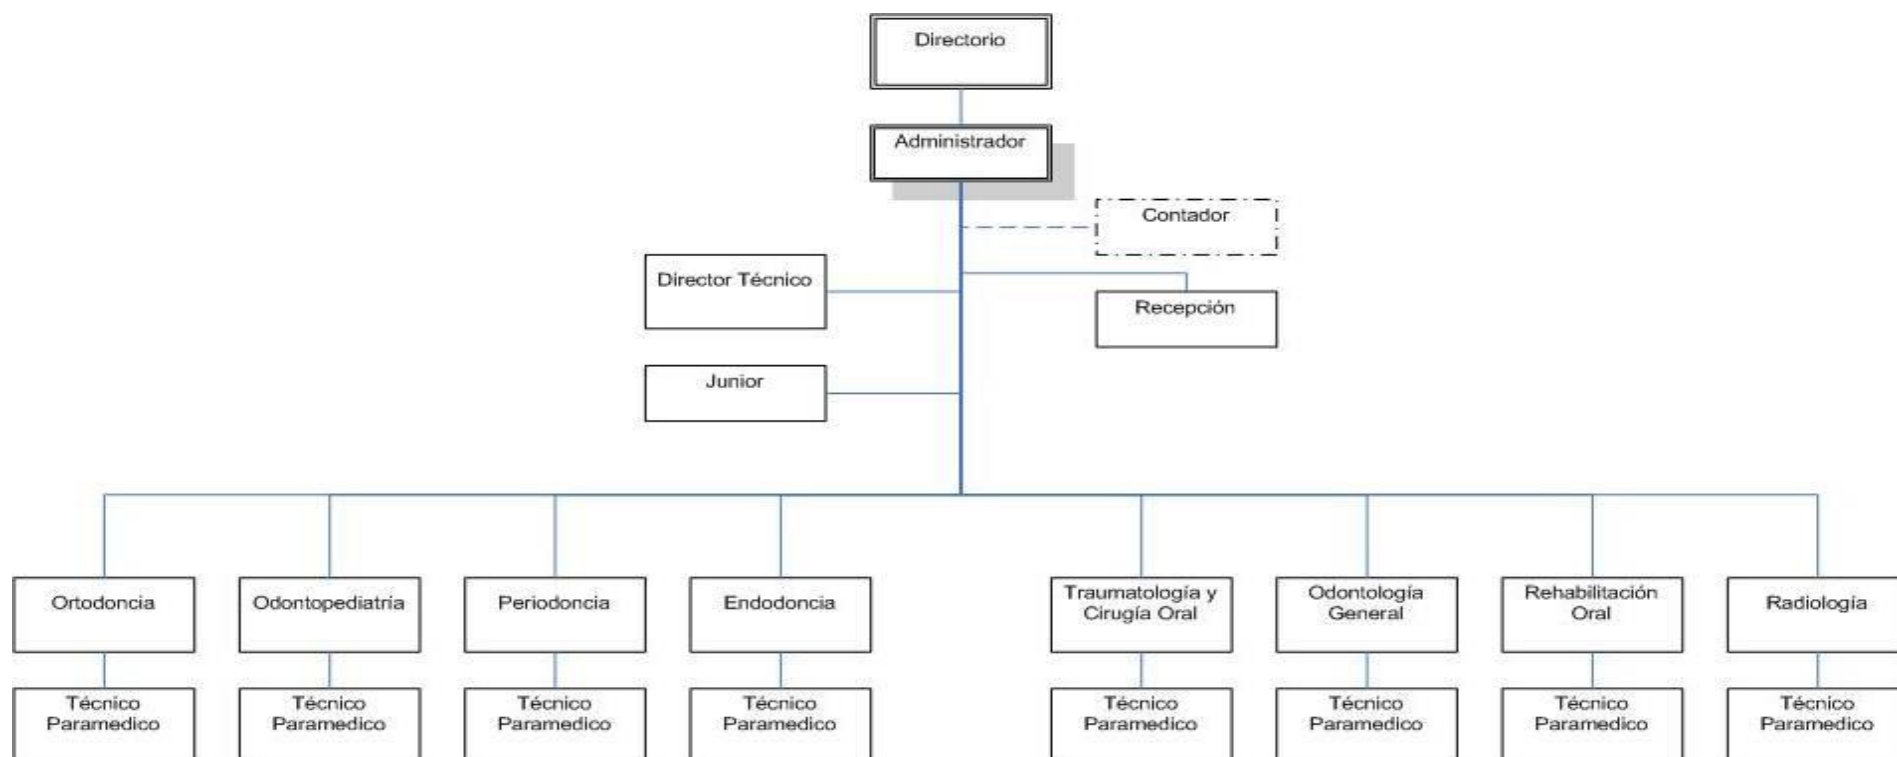 Directorio
Administrador
Contador
Director Técnico
Recepción
Junior
Ortodoncia
Odontopediatría
Periodoncia
Endodoncia
Traumatología y
Cirugía Oral
Odontología
General
Rehabilitación
Oral
Radiología
Técnico
Paramedico
Técnico
Paramedico
Técnico
Paramedico
Técnico
Paramedico
Técnico
Paramedico
Técnico
Paramedico
Técnico
Paramedico
Técnico
Paramedico